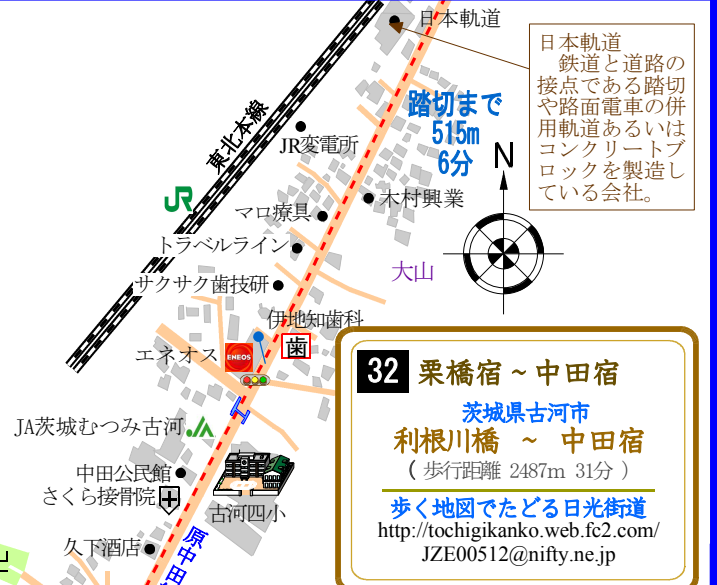 日本軌道
日本軌道
鉄道と道路の
接点である踏切
や路面電車の併
用軌道あるいは
コンクリートブ
ロックを製造し
ている会社。
踏切まで
515m
6分
東北本線
JR変電所
N
JR
木村興業
マロ療具
トラベルライン
大山
サクサク歯技研
伊地知歯科
歯
エネオス
ENEOS
JA茨城むつみ古河
JA
中田公民館
さくら接骨院
古河四小
久下酒店
原中田
32 栗橋宿~中田宿
茨城県古河市
利根川橋 ~ 中田宿
( 歩行距離 2487m 31分 )
歩く地図でたどる日光街道
http://tochigikanko.web.fc2.com/
JZE00512@nifty.ne.jp